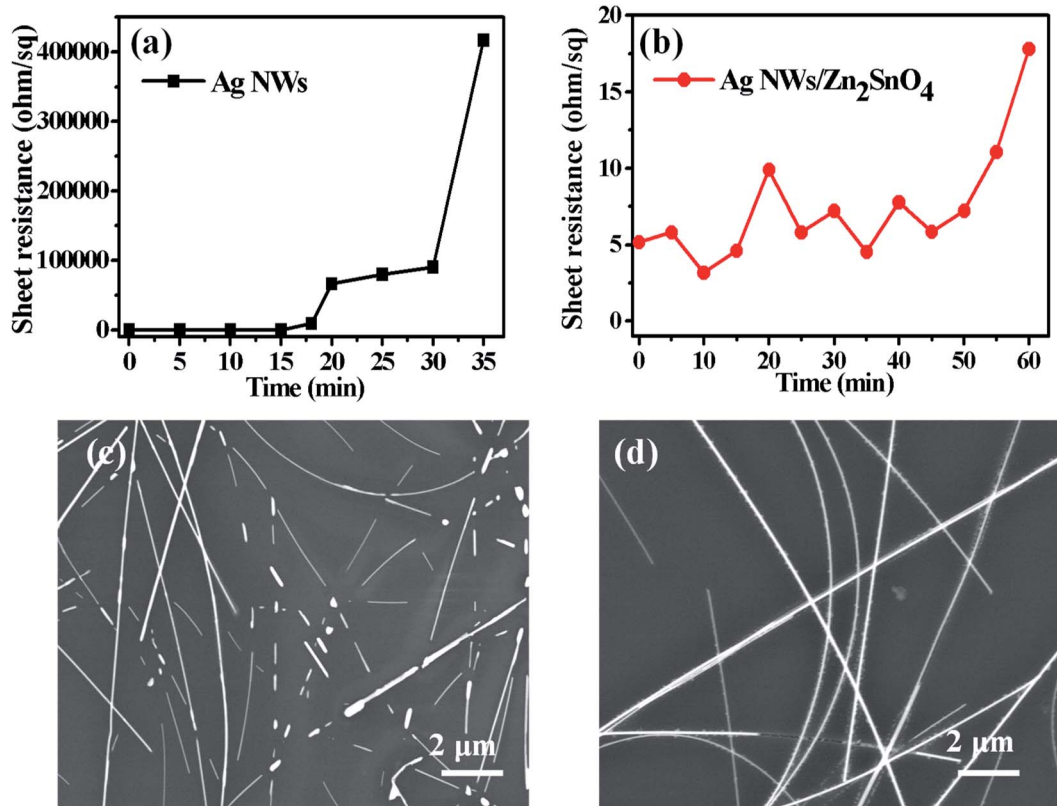 (a)
Ag NWs
Sheet resistance (ohm/sq)
400000
300000
200000
100000
0
0 5 10 15 20 25 30 35
Time (min)
(b)
Ag NWs/Zn₂SnO₄
Sheet resistance (ohm/sq)
20
15
10
5
0
0 10 20 30 40 50 60
Time (min)
(c)
2 μm
(d)
2 μm